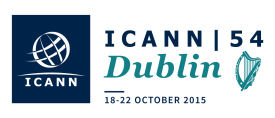 ICANN
ICANN | 54
Dublin
18-22 OCTOBER 2015